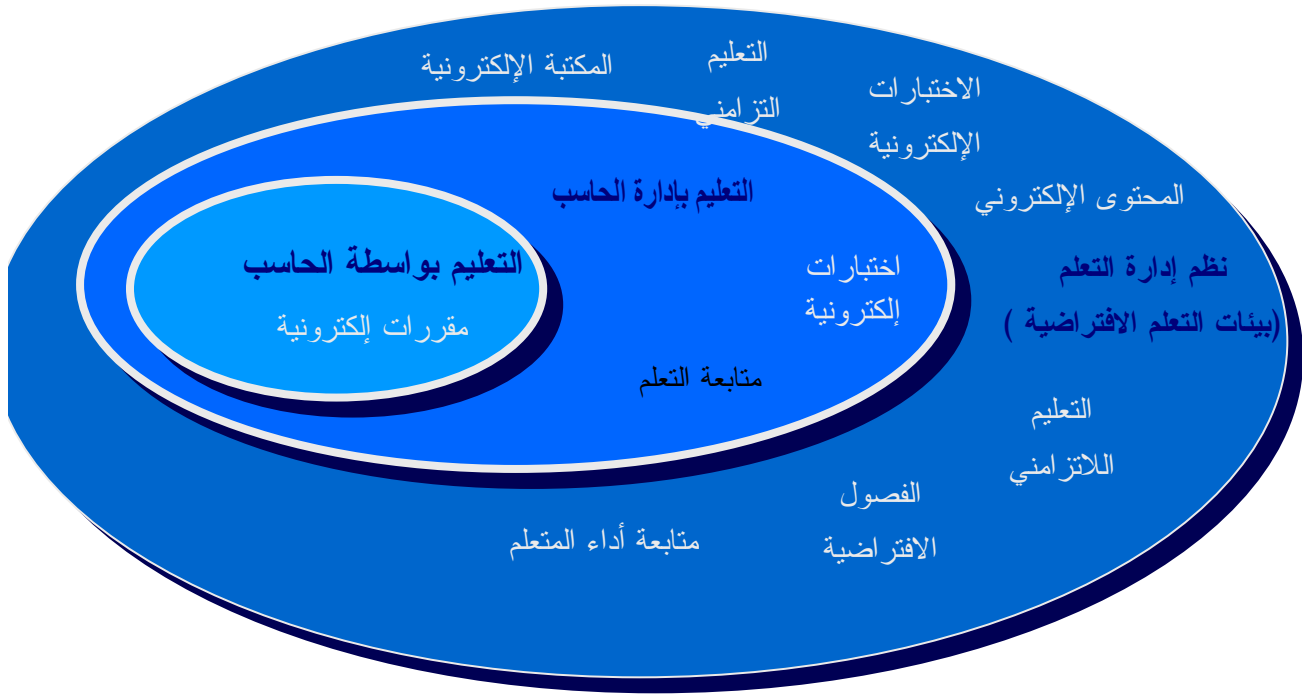 المكتبة الإلكترونية
التعليم
التزامني
الاختبارات
الإلكترونية
المحتوى الإلكتروني
نظم إدارة التعلم
(بيئات التعلم الافتراضية )
التعليم بإدارة الحاسب
اختبارات
إلكترونية
متابعة التعلم
التعليم بواسطة الحاسب
مقررات إلكترونية
التعليم
اللاتزامني
الفصول
الافتراضية
متابعة أداء المتعلم